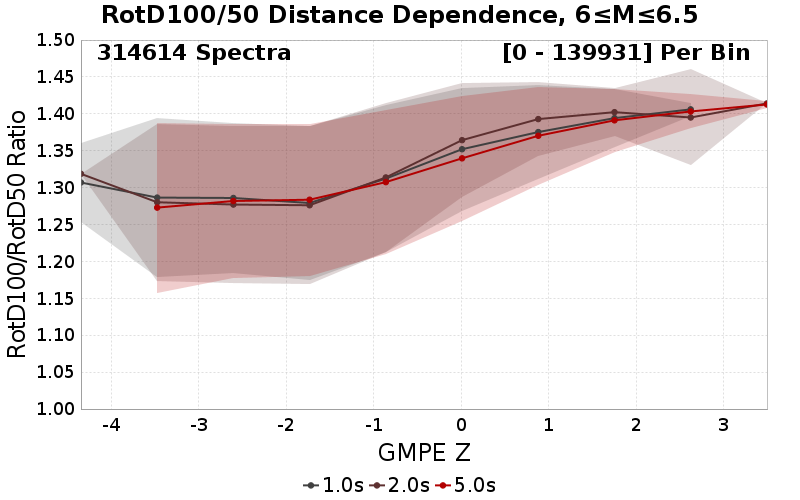 RotD100/50 Distance Dependence, 6≤M≤6.5
314614 Spectra
[0 - 139931] Per Bin
RotD100/RotD50 Ratio
1.50
1.45
1.40
1.35
1.30
1.25
1.20
1.15
1.10
1.05
1.00
-4 -3 -2 -1 0 1 2 3
GMPE Z
1.0s 2.0s 5.0s